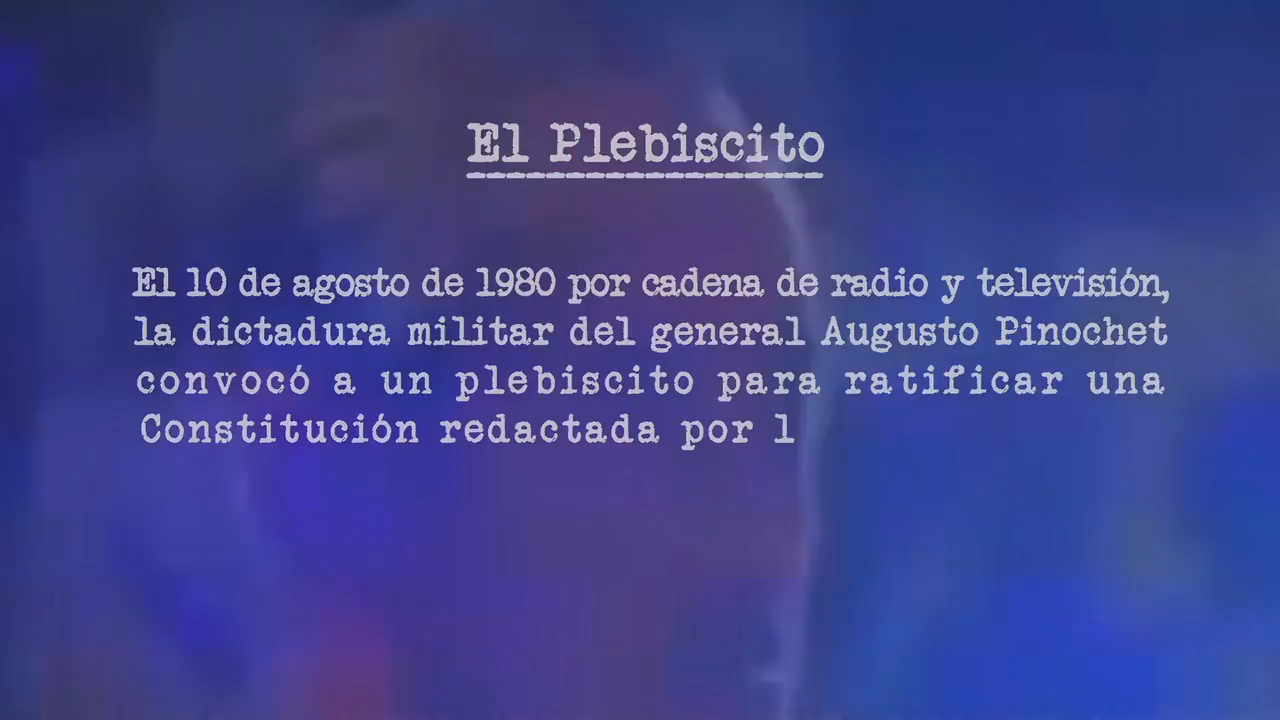 El Plebiscito
El 10 de agosto de 1980 por cadena de radio y televisión,
la dictadura militar del general Augusto Pinochet
convocó a un plebiscito para ratificar una
Constitución redactada por l